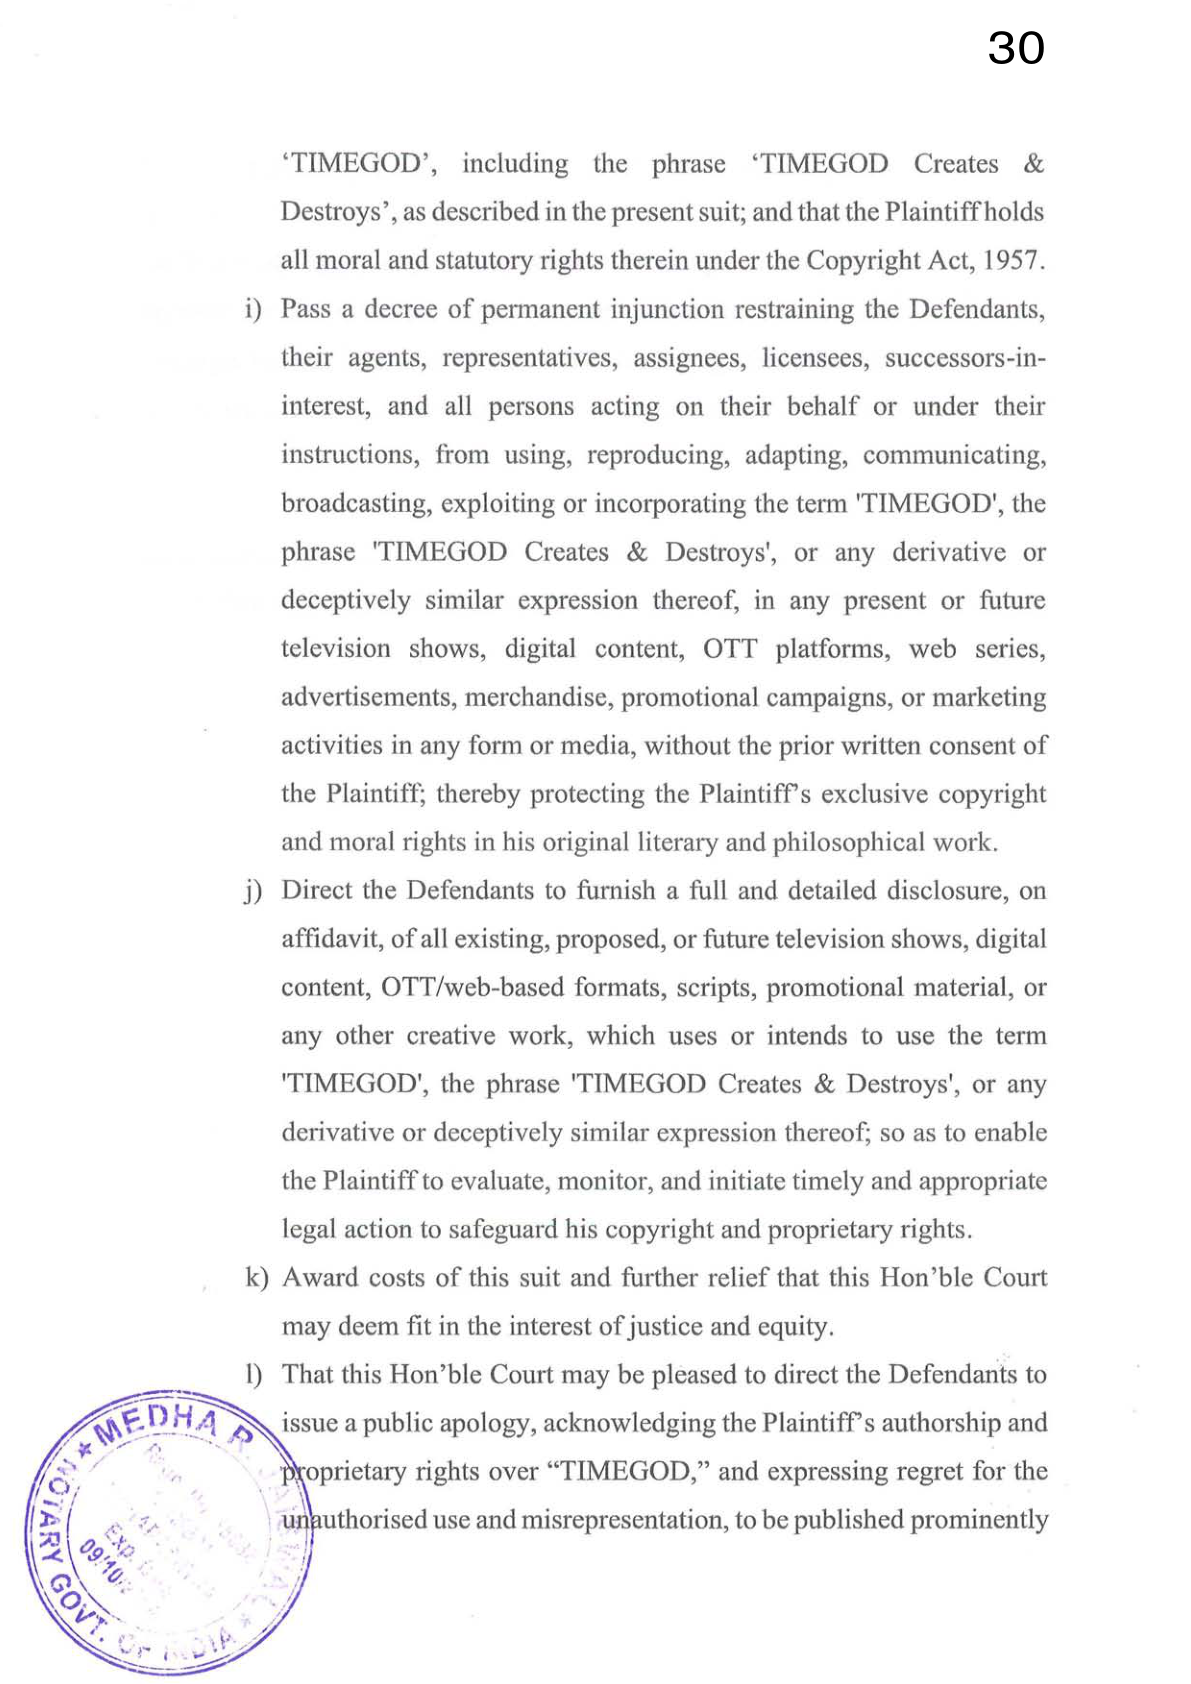 30
‘TIMEGOD’, including the phrase ‘TIMEGOD Creates &
Destroys’, as described in the present suit; and that the Plaintiff holds
all moral and statutory rights therein under the Copyright Act, 1957.
i) Pass a decree of permanent injunction restraining the Defendants,
their agents, representatives, assignees, licensees, successors-in-
interest, and all persons acting on their behalf or under their
instructions, from using, reproducing, adapting, communicating,
broadcasting, exploiting or incorporating the term 'TIMEGOD', the
phrase 'TIMEGOD Creates & Destroys', or any derivative or
deceptively similar expression thereof, in any present or future
television shows, digital content, OTT platforms, web series,
advertisements, merchandise, promotional campaigns, or marketing
activities in any form or media, without the prior written consent of
the Plaintiff; thereby protecting the Plaintiff's exclusive copyright
and moral rights in his original literary and philosophical work.
j) Direct the Defendants to furnish a full and detailed disclosure, on
affidavit, of all existing, proposed, or future television shows, digital
content, OTT/web-based formats, scripts, promotional material, or
any other creative work, which uses or intends to use the term
'TIMEGOD', the phrase 'TIMEGOD Creates & Destroys', or any
derivative or deceptively similar expression thereof; so as to enable
the Plaintiff to evaluate, monitor, and initiate timely and appropriate
legal action to safeguard his copyright and proprietary rights.
k) Award costs of this suit and further relief that this Hon’ble Court
may deem fit in the interest of justice and equity.
l) That this Hon’ble Court may be pleased to direct the Defendants to
issue a public apology, acknowledging the Plaintiff’s authorship and
proprietary rights over “TIMEGOD,” and expressing regret for the
unauthorised use and misrepresentation, to be published prominently
MEDHA R.
NOTARY GOVT. OF INDIA